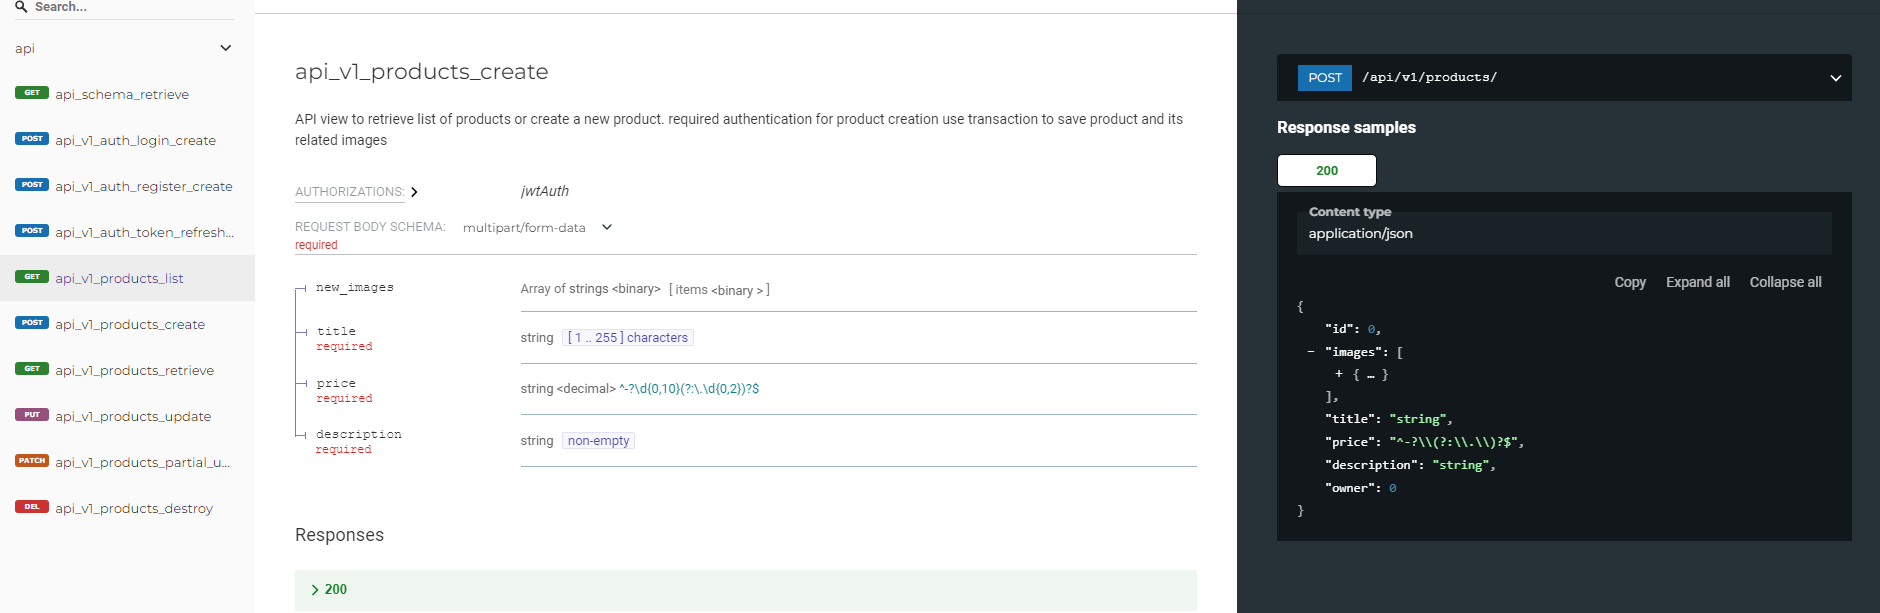 Search...
api
GET api_schema_retrieve
POST api_v1_auth_login_create
POST api_v1_auth_register_create
POST api_v1_auth_token_refresh...
GET api_v1_products_list
POST api_v1_products_create
GET api_v1_products_retrieve
PUT api_v1_products_update
PATCH api_v1_products_partial_u...
DEL api_v1_products_destroy
api_v1_products_create
API view to retrieve list of products or create a new product. required authentication for product creation use transaction to save product and its
related images
AUTHORIZATIONS: jwtAuth
REQUEST BODY SCHEMA: multipart/form-data
required
new_images Array of strings <binary> [ items <binary > ]
title
required
string [ 1 .. 255 ] characters
price
required
string <decimal> ^-?\d{0,10}(?:\.\d{0,2})?$
description
required
string non-empty
Responses
200
POST /api/v1/products/
Response samples
200
Content type
application/json
Copy Expand all Collapse all
{
"id": 0,
- "images": [
+ { … }
],
"title": "string",
"price": "^-?\\(?:\\.\\)?$",
"description": "string",
"owner": 0
}